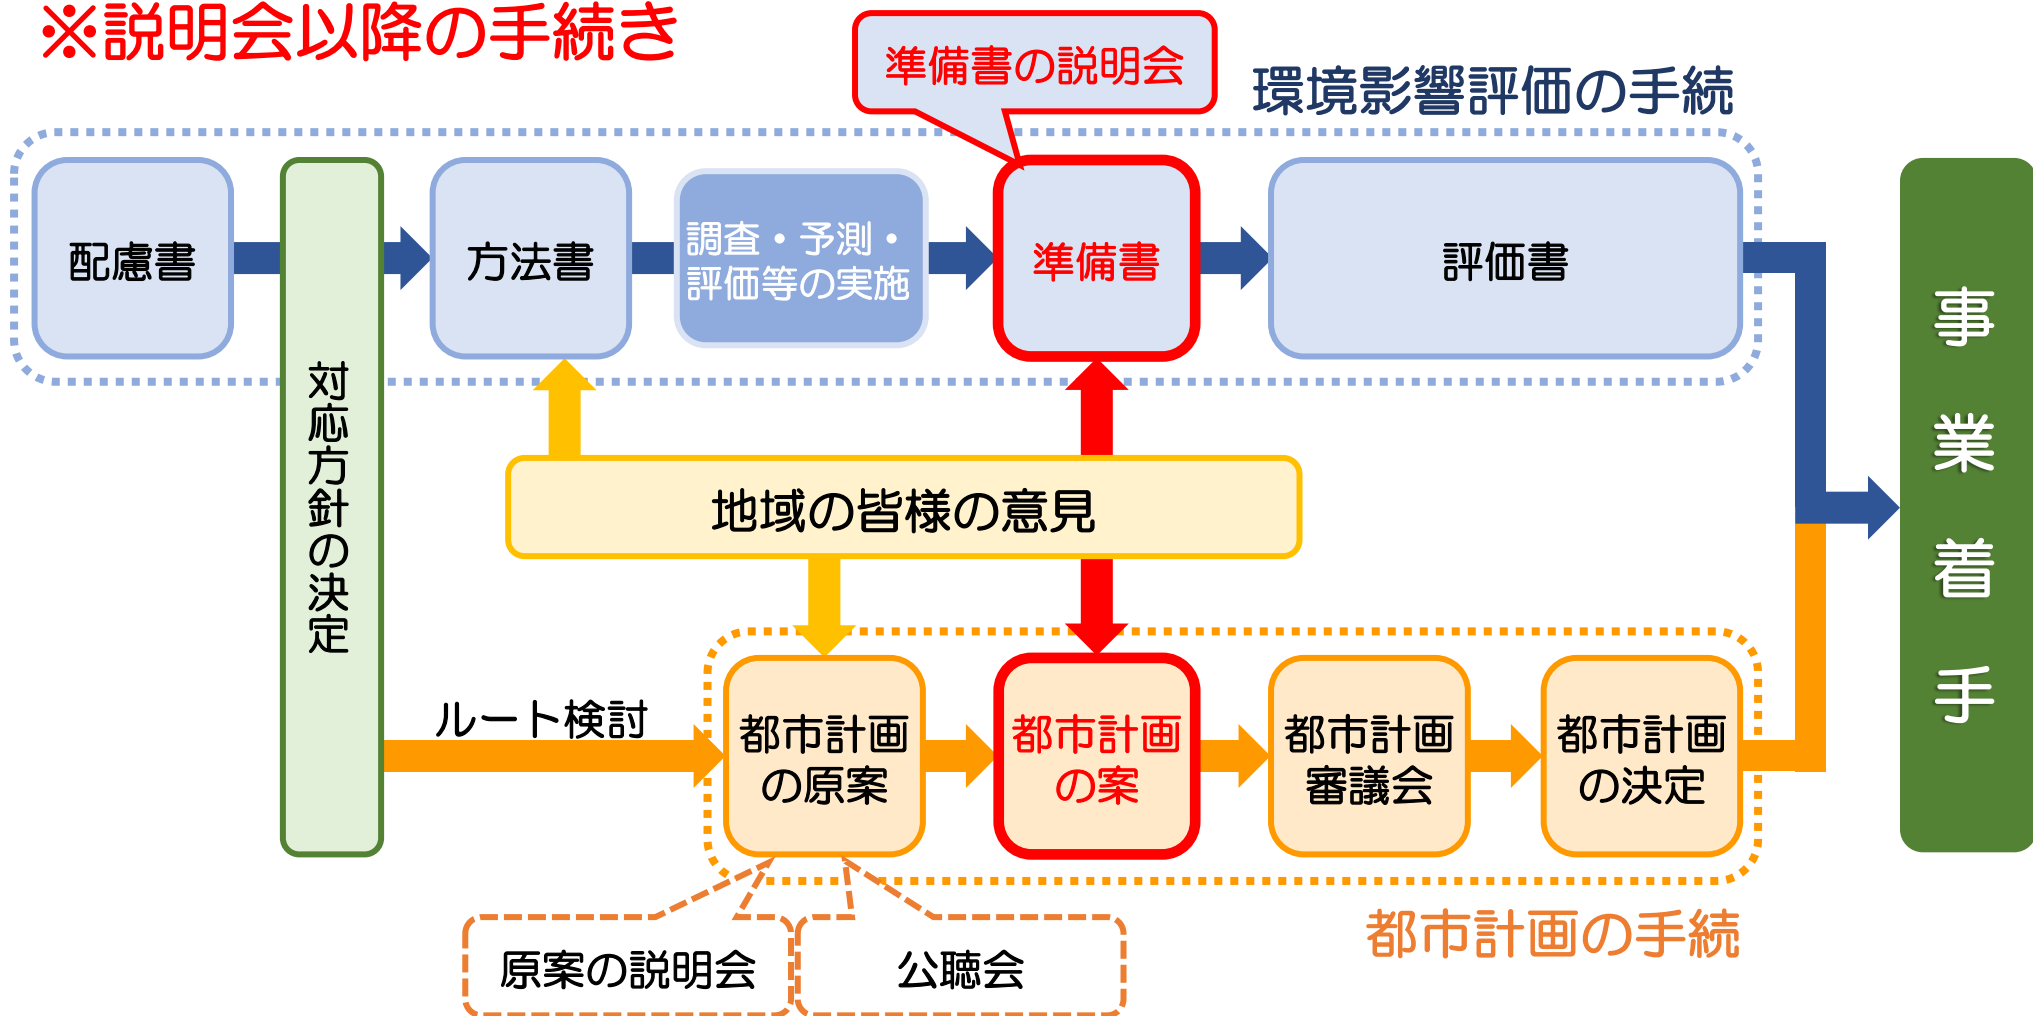 ※説明会以降の手続き
準備書の説明会
環境影響評価の手続
配慮書
対応方針の決定
方法書
調査・予測・
評価等の実施
準備書
評価書
事業着手
地域の皆様の意見
ルート検討
都市計画
の原案
都市計画
の案
都市計画
審議会
都市計画
の決定
原案の説明会
公聴会
都市計画の手続